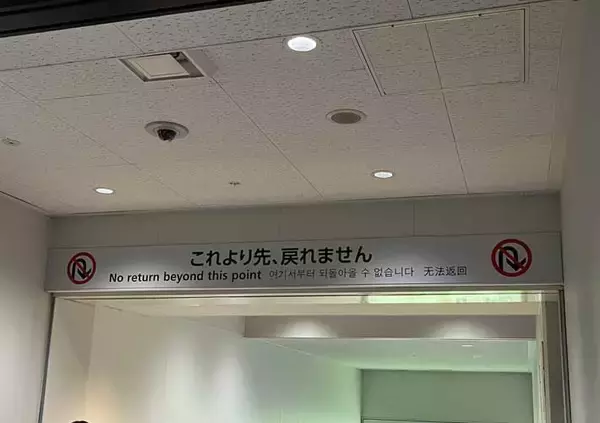 これより先、戻れません
No return beyond this point 여기서부터 되돌아올 수 없습니다 无法返回